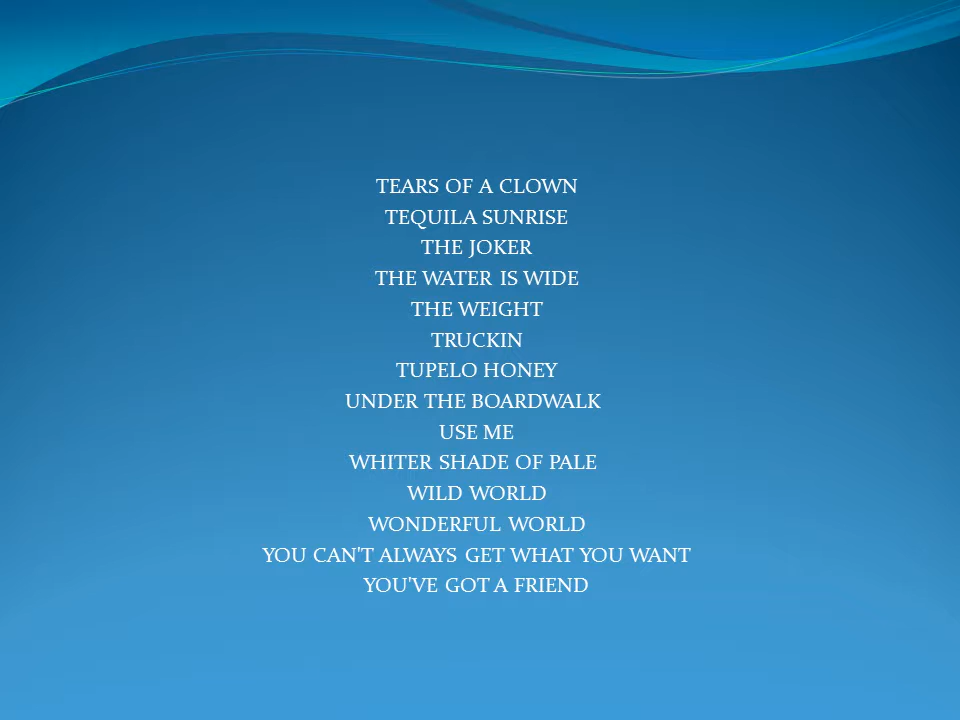 TEARS OF A CLOWN
TEQUILA SUNRISE
THE JOKER
THE WATER IS WIDE
THE WEIGHT
TRUCKIN
TUPELO HONEY
UNDER THE BOARDWALK
USE ME
WHITER SHADE OF PALE
WILD WORLD
WONDERFUL WORLD
YOU CAN'T ALWAYS GET WHAT YOU WANT
YOU'VE GOT A FRIEND